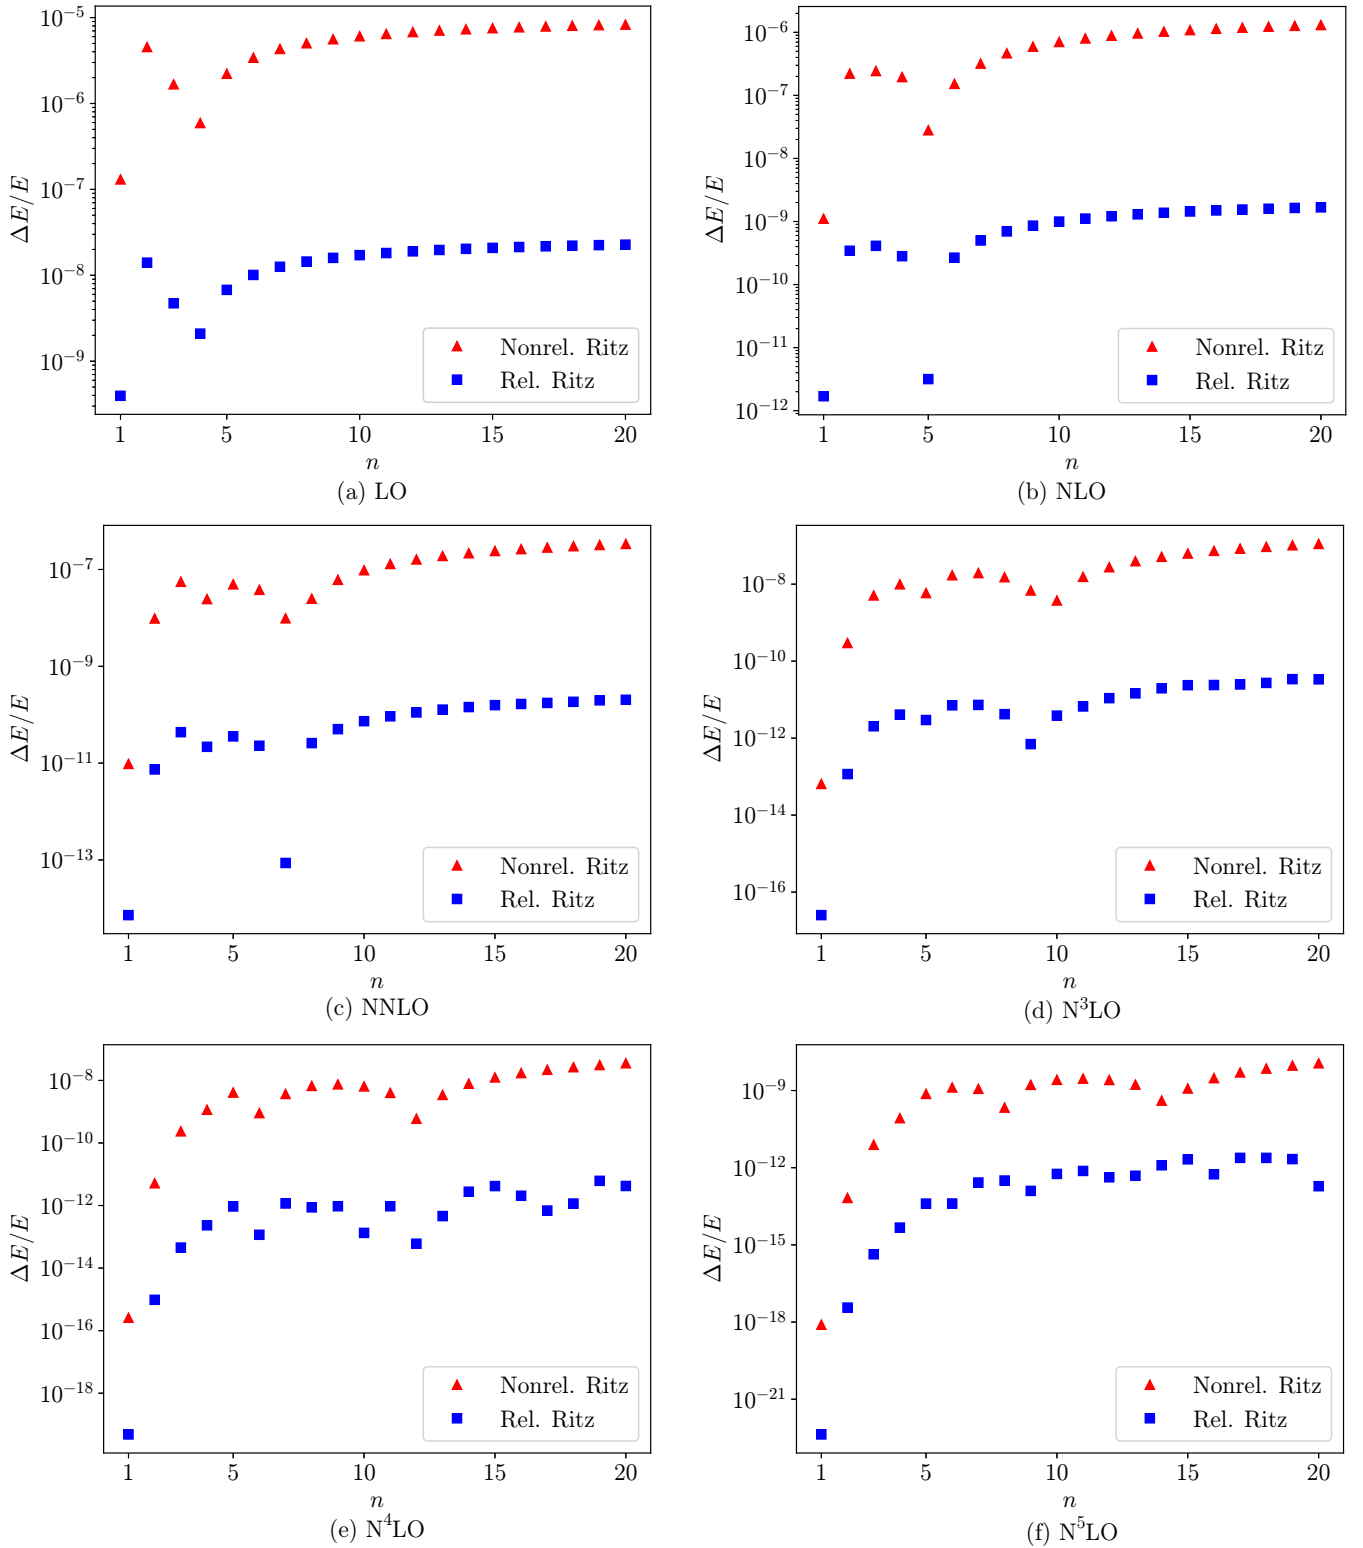 10⁻⁵
10⁻⁶
10⁻⁷
10⁻⁸
10⁻⁹
ΔE/E
Nonrel. Ritz
Rel. Ritz
1 5 10 15 20
n
(a) LO
10⁻⁶
10⁻⁷
10⁻⁸
10⁻⁹
10⁻¹⁰
10⁻¹¹
10⁻¹²
ΔE/E
Nonrel. Ritz
Rel. Ritz
1 5 10 15 20
n
(b) NLO
10⁻⁷
10⁻⁹
10⁻¹¹
10⁻¹³
ΔE/E
Nonrel. Ritz
Rel. Ritz
1 5 10 15 20
n
(c) NNLO
10⁻⁸
10⁻¹⁰
10⁻¹²
10⁻¹⁴
10⁻¹⁶
ΔE/E
Nonrel. Ritz
Rel. Ritz
1 5 10 15 20
n
(d) N³LO
10⁻⁸
10⁻¹⁰
10⁻¹²
10⁻¹⁴
10⁻¹⁶
10⁻¹⁸
ΔE/E
Nonrel. Ritz
Rel. Ritz
1 5 10 15 20
n
(e) N⁴LO
10⁻⁹
10⁻¹²
10⁻¹⁵
10⁻¹⁸
10⁻²¹
ΔE/E
Nonrel. Ritz
Rel. Ritz
1 5 10 15 20
n
(f) N⁵LO